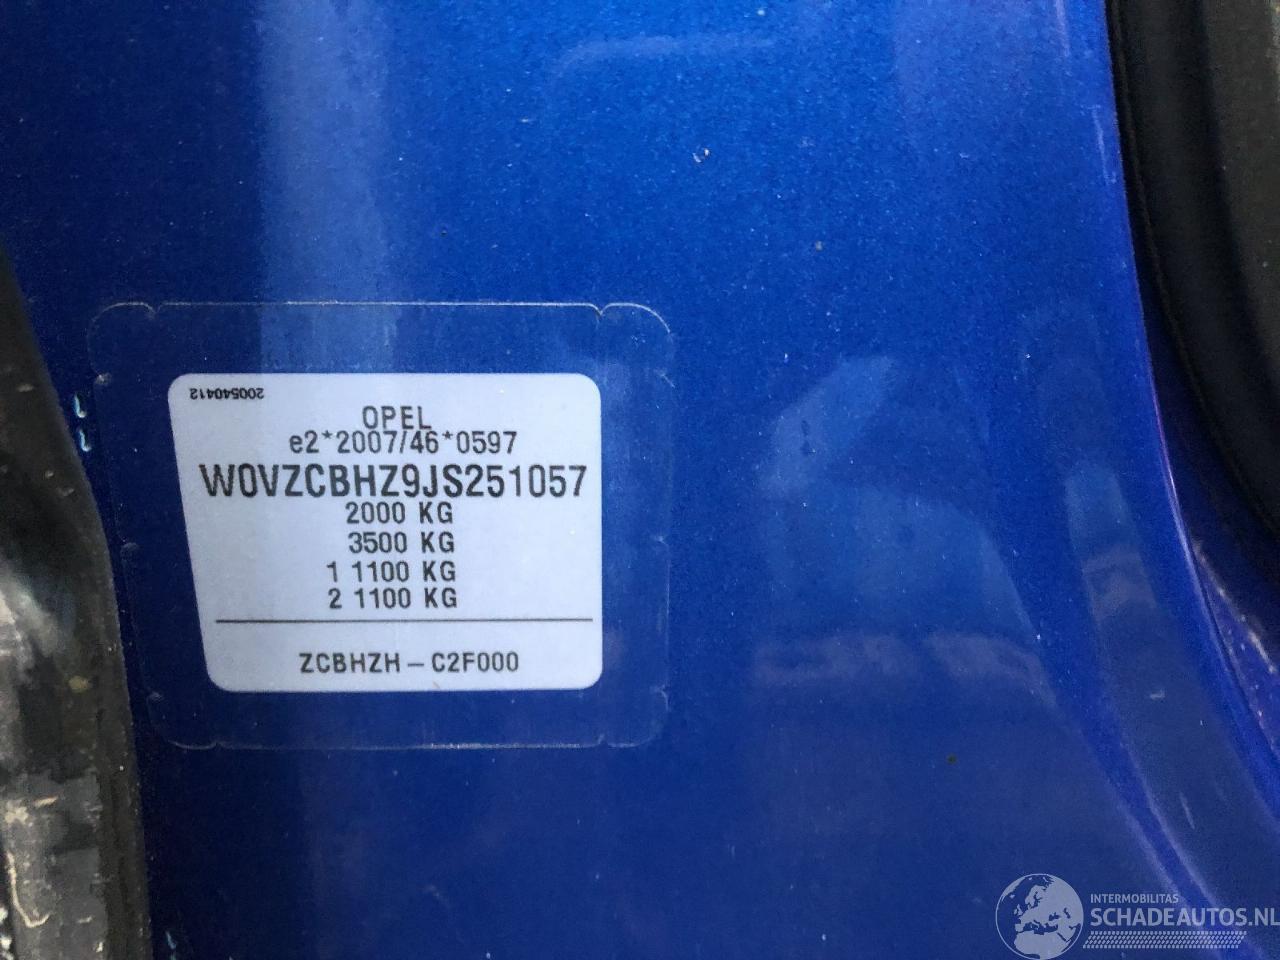 200540412
OPEL
e2*2007/46*0597
W0VZCBHZ9JS251057
2000 KG
3500 KG
1 1100 KG
2 1100 KG
ZCBHZH - C2F000
INTERMOBILITAS
SCHADEAUTOS.NL